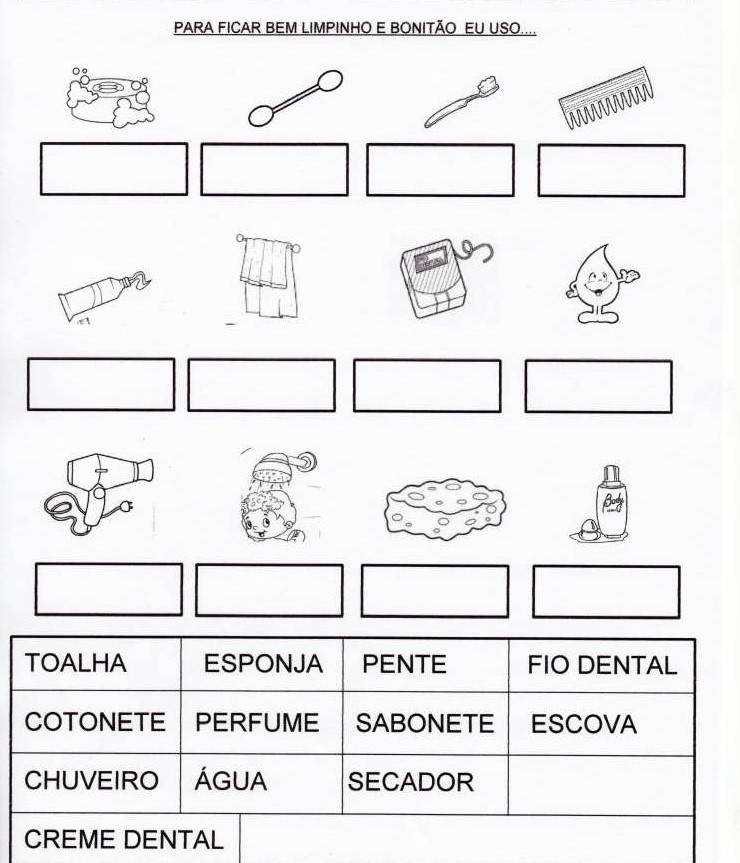 PARA FICAR BEM LIMPINHO E BONITÃO EU USO....
Body
TOALHA ESPONJA PENTE FIO DENTAL
COTONETE PERFUME SABONETE ESCOVA
CHUVEIRO ÁGUA SECADOR
CREME DENTAL